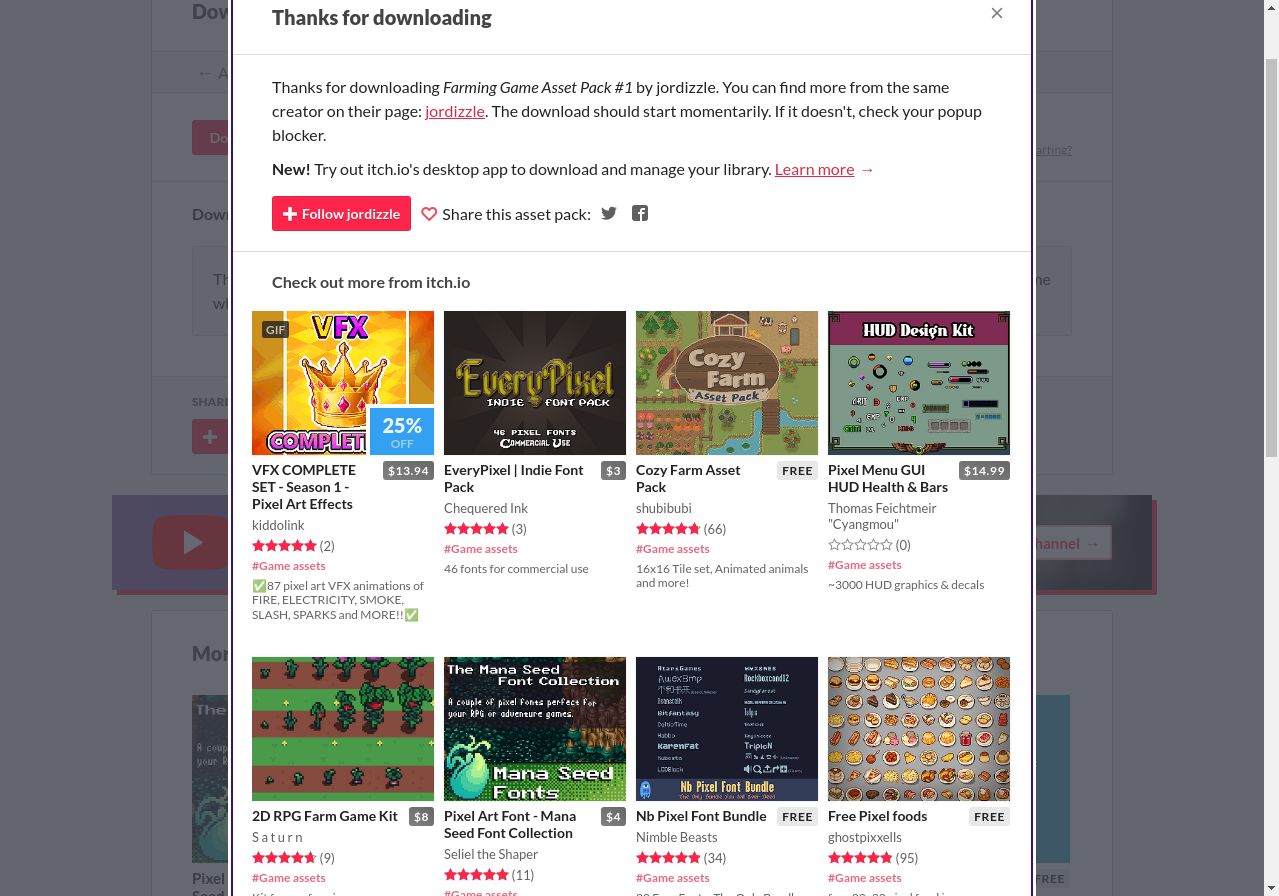 Thanks for downloading
×
Thanks for downloading Farming Game Asset Pack #1 by jordizzle. You can find more from the same
creator on their page: jordizzle. The download should start momentarily. If it doesn't, check your popup
blocker.
New! Try out itch.io's desktop app to download and manage your library. Learn more →
Follow jordizzle
Share this asset pack:
Check out more from itch.io
GIF
VFX
COMPLETE
25%
OFF
EveryPixel
INDIE FONT PACK
46 PIXEL FONTS
COMMERCIAL USE
Cozy
Farm
Asset Pack
HUD Design Kit
VFX COMPLETE
SET - Season 1 -
Pixel Art Effects
$13.94
kiddolink
(2)
#Game assets
✅87 pixel art VFX animations of
FIRE, ELECTRICITY, SMOKE,
SLASH, SPARKS and MORE!!✅
EveryPixel | Indie Font
Pack
$3
Chequered Ink
(3)
#Game assets
46 fonts for commercial use
Cozy Farm Asset
Pack
FREE
shubibubi
(66)
#Game assets
16x16 Tile set, Animated animals
and more!
Pixel Menu GUI
HUD Health & Bars
$14.99
Thomas Feichtmeir
"Cyangmou"
(0)
#Game assets
~3000 HUD graphics & decals
The Mana Seed
Font Collection
A couple of pixel fonts perfect for
your RPG or adventure games.
Mana Seed
Fonts
Nb Pixel Font Bundle
The Only Bundle You Will Ever Need
2D RPG Farm Game Kit
$8
S a t u r n
(9)
#Game assets
Pixel Art Font - Mana
Seed Font Collection
$4
Seliel the Shaper
(11)
#Game assets
Nb Pixel Font Bundle
FREE
Nimble Beasts
(34)
#Game assets
Free Pixel foods
FREE
ghostpixxells
(95)
#Game assets